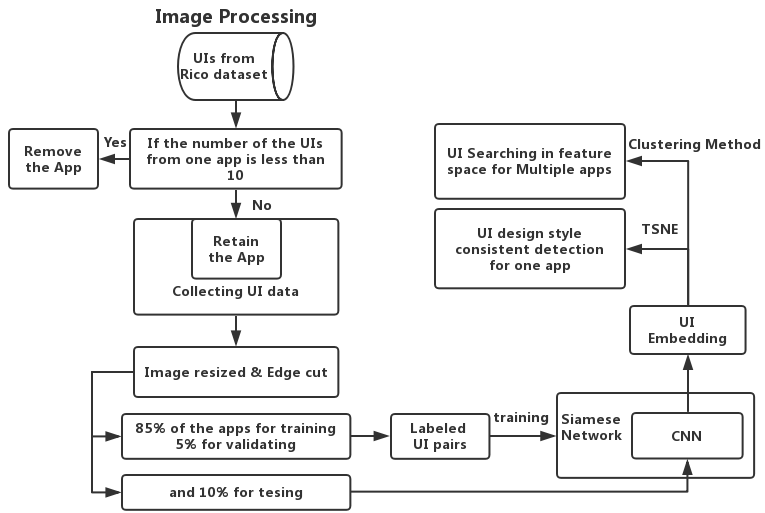 Image Processing
UIs from
Rico dataset
If the number of the UIs
from one app is less than
10
Yes
Remove
the App
No
Retain
the App
Collecting UI data
Image resized & Edge cut
85% of the apps for training
5% for validating
and 10% for tesing
Labeled
UI pairs
training
Siamese
Network
CNN
UI
Embedding
TSNE
UI design style
consistent detection
for one app
Clustering Method
UI Searching in feature
space for Multiple apps